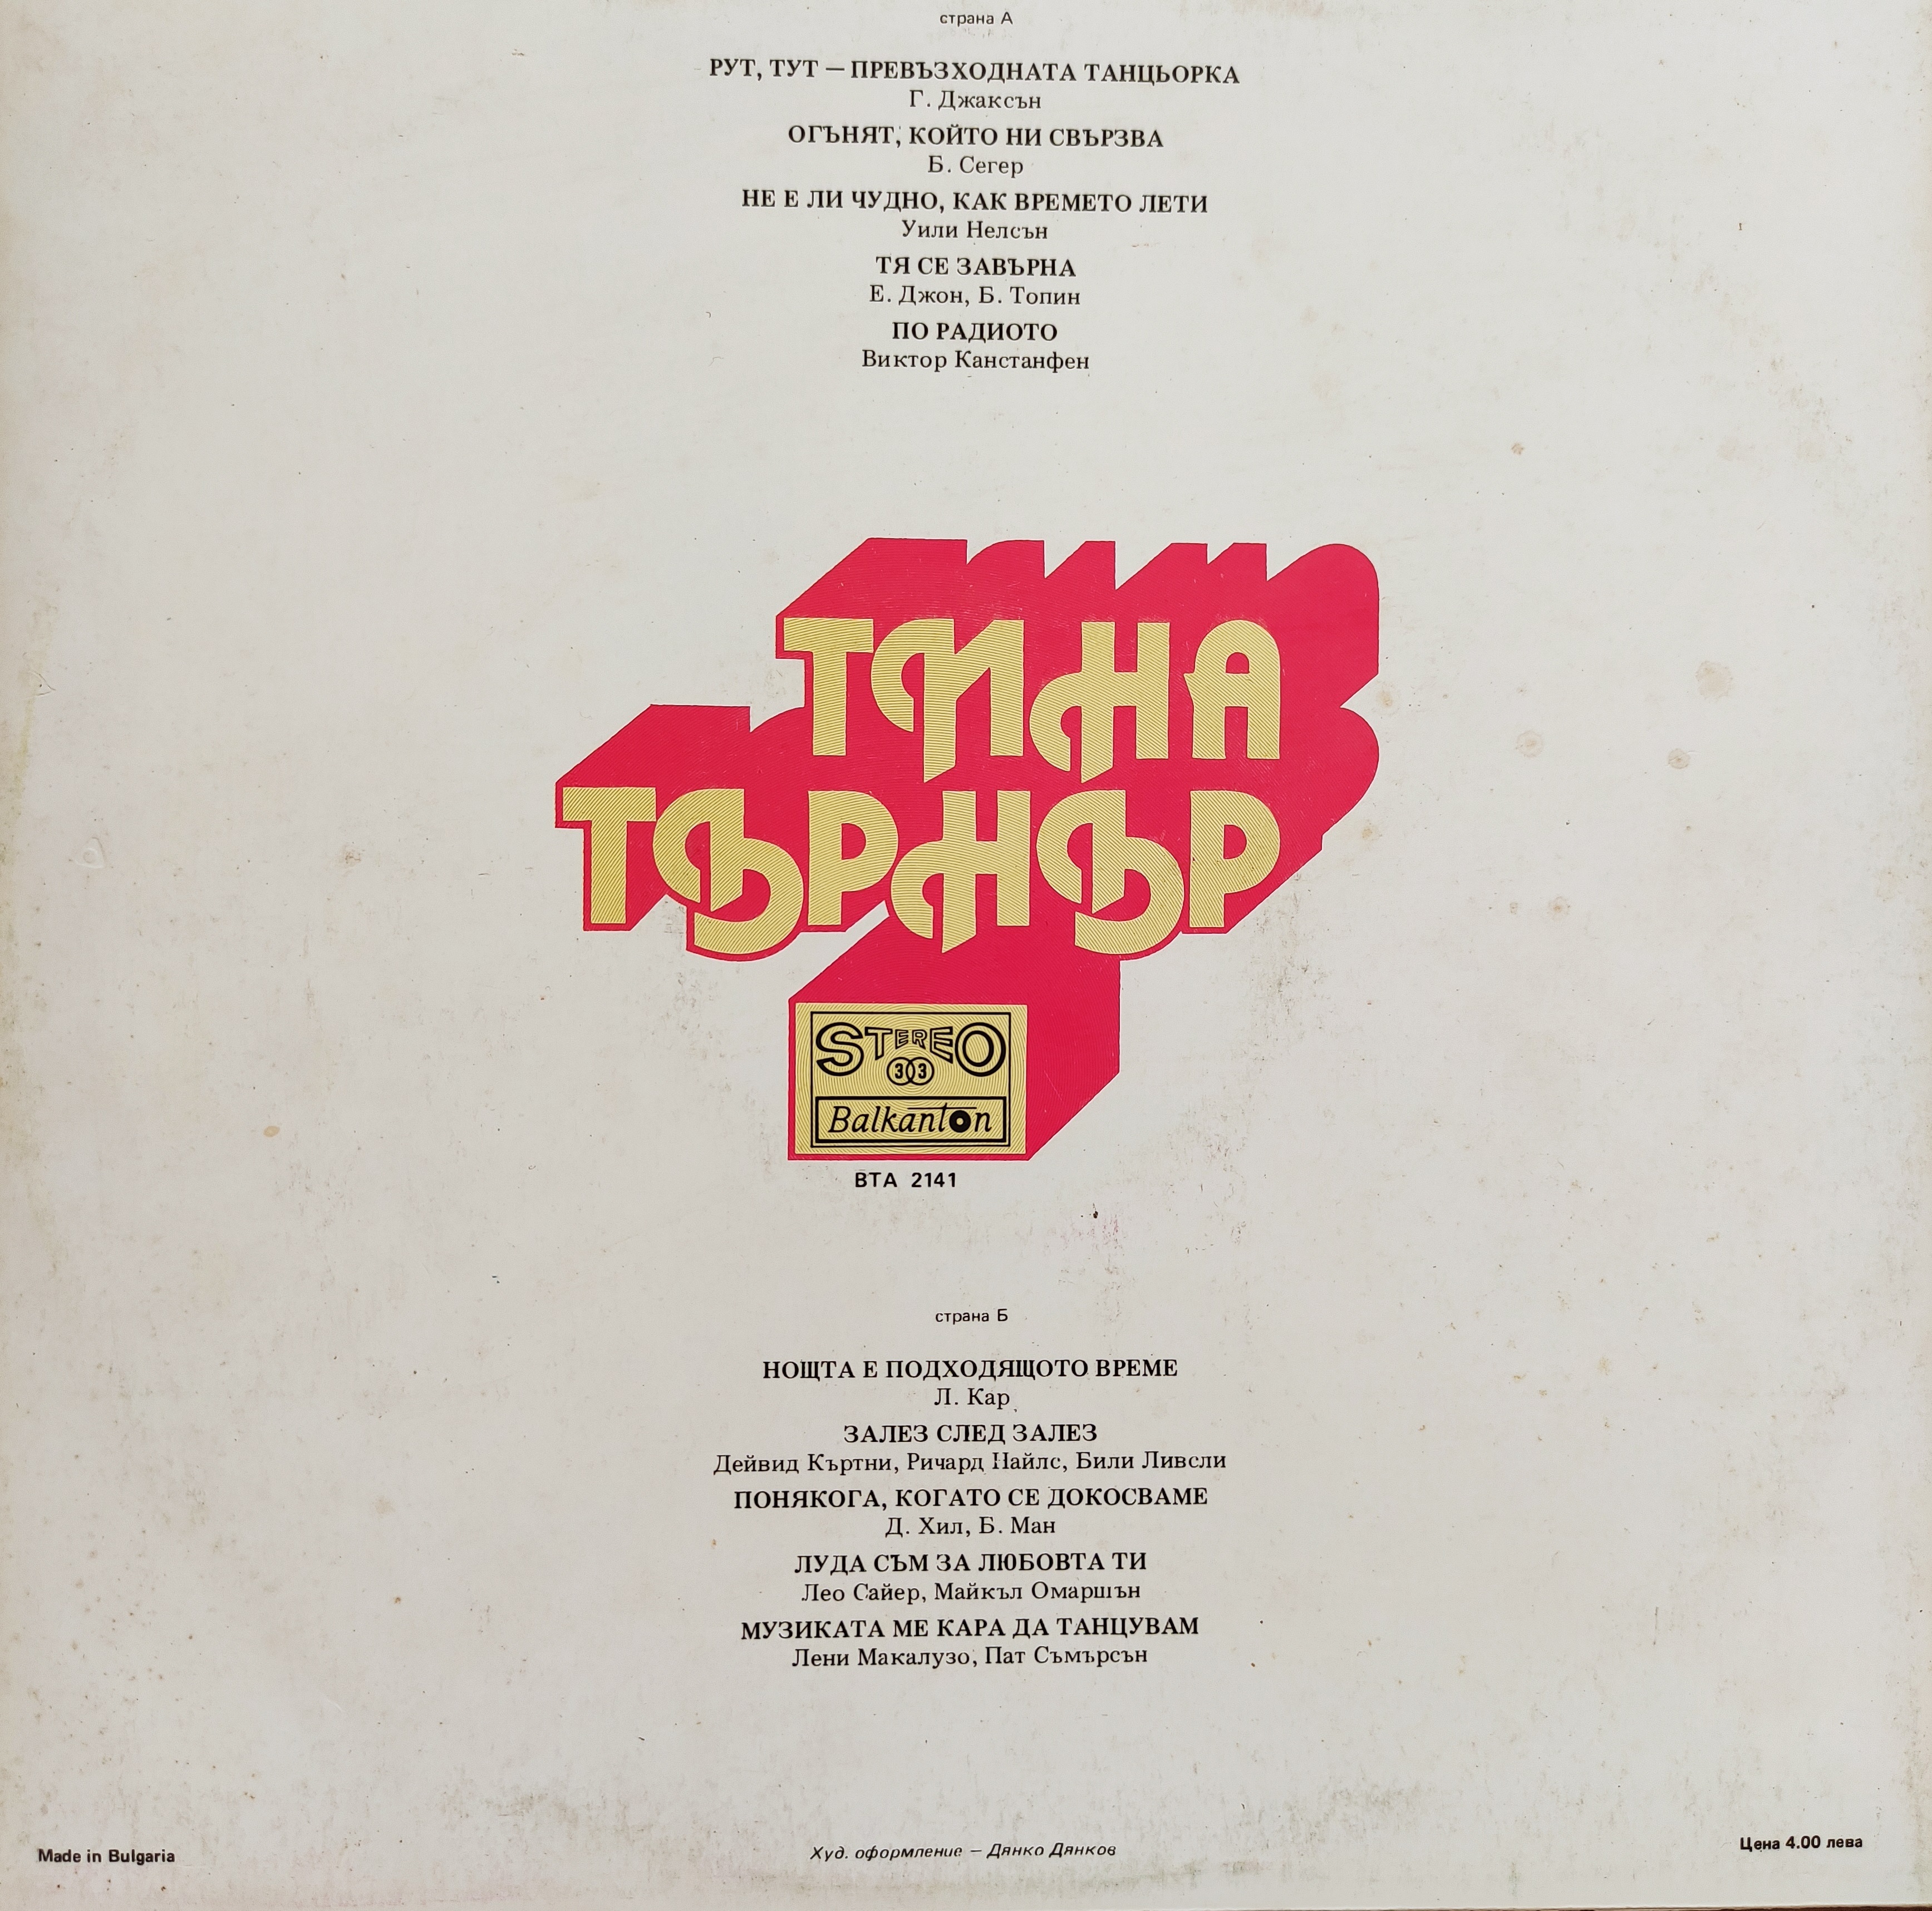 страна А
РУТ, ТУТ — ПРЕВЪЗХОДНАТА ТАНЦЬОРКА
Г. Джаксън
ОГЪНЯТ, КОЙТО НИ СВЪРЗВА
Б. Сегер
НЕ Е ЛИ ЧУДНО, КАК ВРЕМЕТО ЛЕТИ
Уили Нелсън
ТЯ СЕ ЗАВЪРНА
Е. Джон, Б. Топин
ПО РАДИОТО
Виктор Канстанфен
ТИНА
ТЪРНЪР
STEREO
33
Balkanton
ВТА 2141
страна Б
НОЩТА Е ПОДХОДЯЩОТО ВРЕМЕ
Л. Кар
ЗАЛЕЗ СЛЕД ЗАЛЕЗ
Дейвид Къртни, Ричард Найлс, Били Ливсли
ПОНЯКОГА, КОГАТО СЕ ДОКОСВАМЕ
Д. Хил, Б. Ман
ЛУДА СЪМ ЗА ЛЮБОВТА ТИ
Лео Сайер, Майкъл Омаршън
МУЗИКАТА МЕ КАРА ДА ТАНЦУВАМ
Лени Макалузо, Пат Съмърсън
Made in Bulgaria
Худ. оформление — Дянко Дянков
Цена 4.00 лева